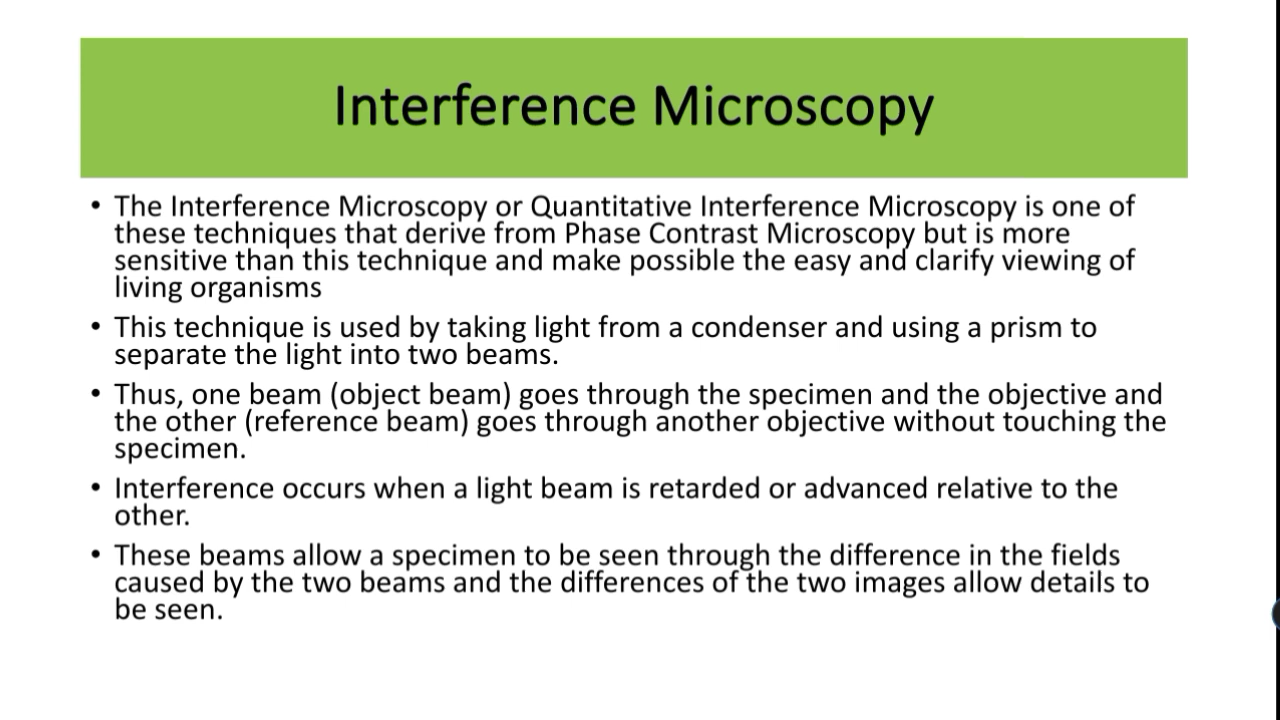 Interference Microscopy
• The Interference Microscopy or Quantitative Interference Microscopy is one of
these techniques that derive from Phase Contrast Microscopy but is more
sensitive than this technique and make possible the easy and clarify viewing of
living organisms
• This technique is used by taking light from a condenser and using a prism to
separate the light into two beams.
• Thus, one beam (object beam) goes through the specimen and the objective and
the other (reference beam) goes through another objective without touching the
specimen.
• Interference occurs when a light beam is retarded or advanced relative to the
other.
• These beams allow a specimen to be seen through the difference in the fields
caused by the two beams and the differences of the two images allow details to
be seen.